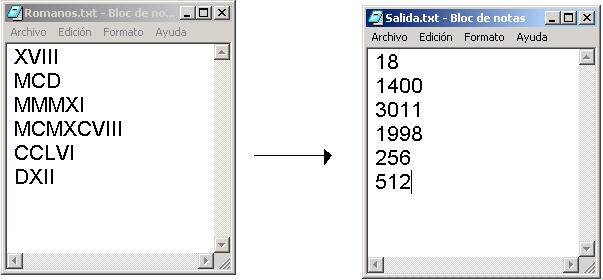 Romanos.txt - Bloc de no...
Archivo Edición Formato Ayuda
XVIII
MCD
MMMXI
MCMXCVIII
CCLVI
DXII
Salida.txt - Bloc de notas
Archivo Edición Formato Ayuda
18
1400
3011
1998
256
512